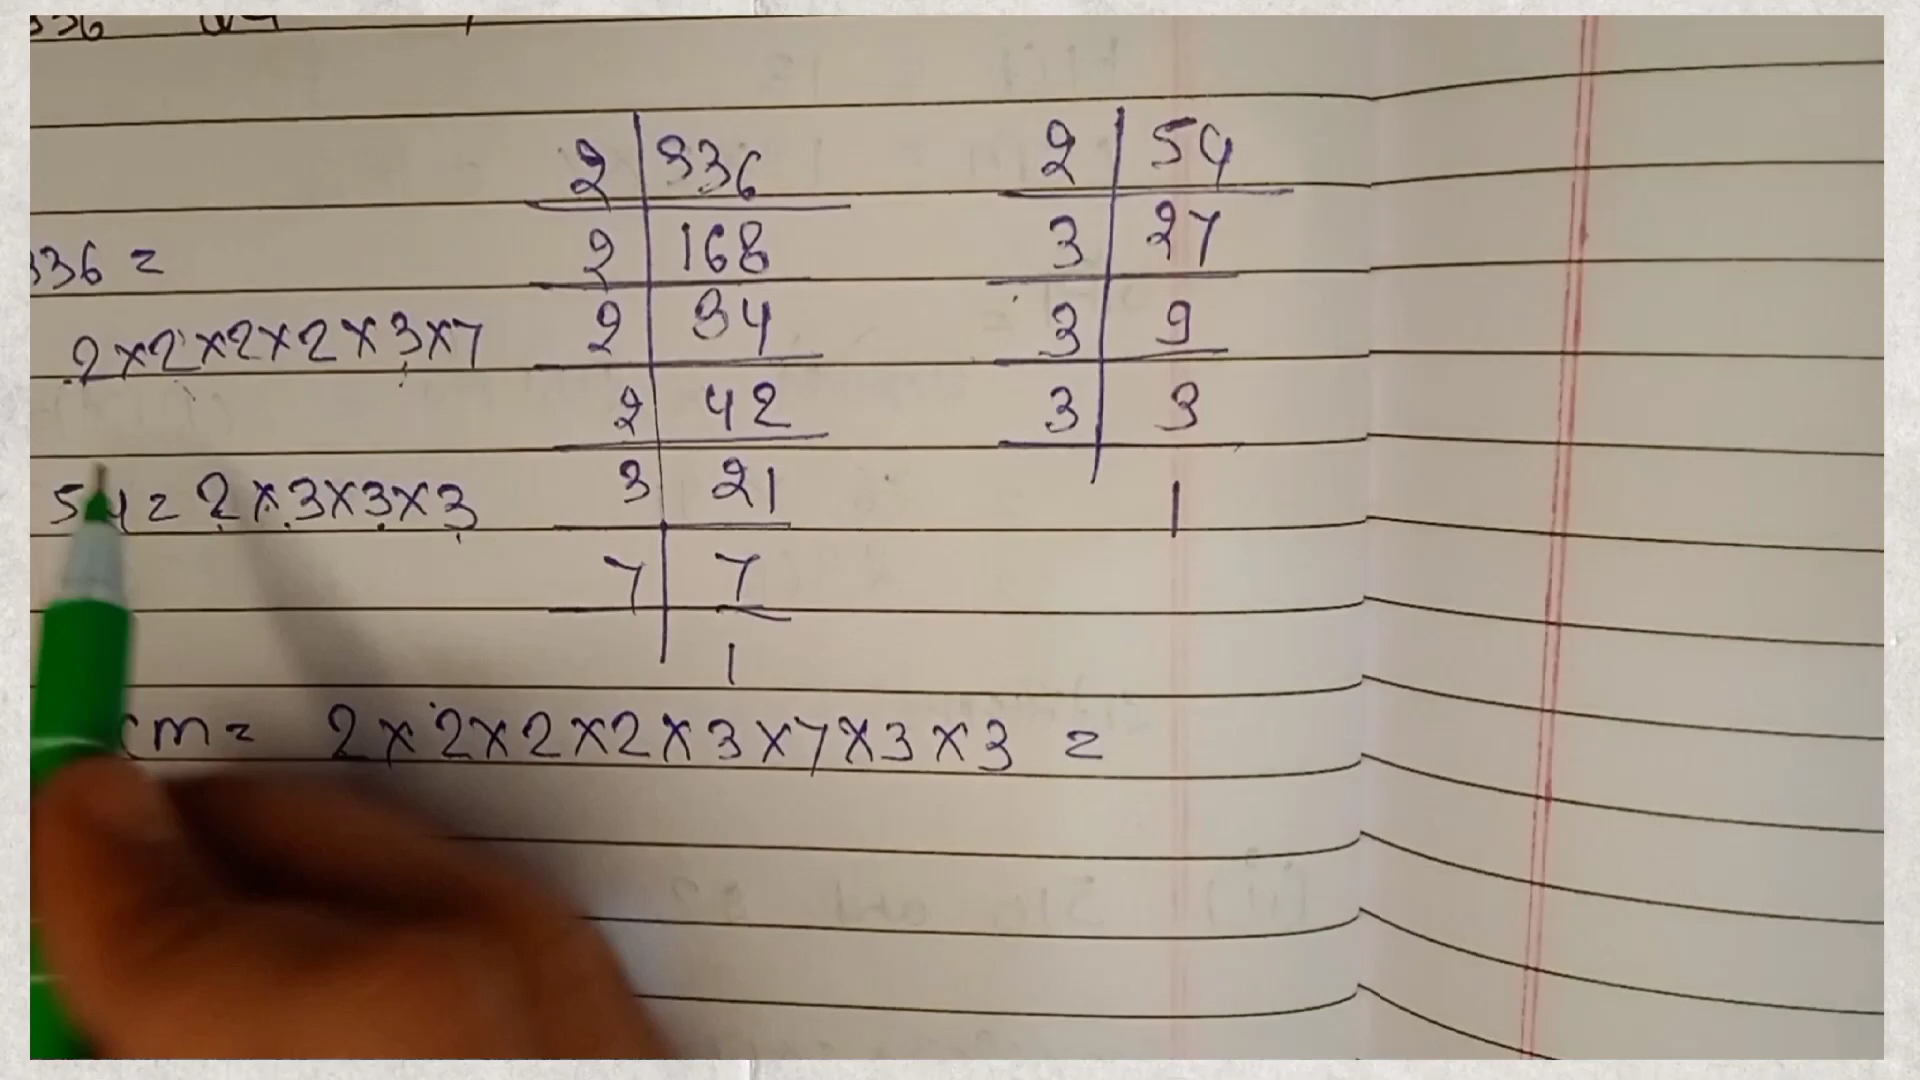 336
2 | 336
2 | 168
2 | 84
2 | 42
3 | 21
7 | 7
1
2 | 54
3 | 27
3 | 9
3 | 3
1
336 =
2×2×2×2×3×7
54 = 2×3×3×3
cm = 2×2×2×2×3×7×3×3 =